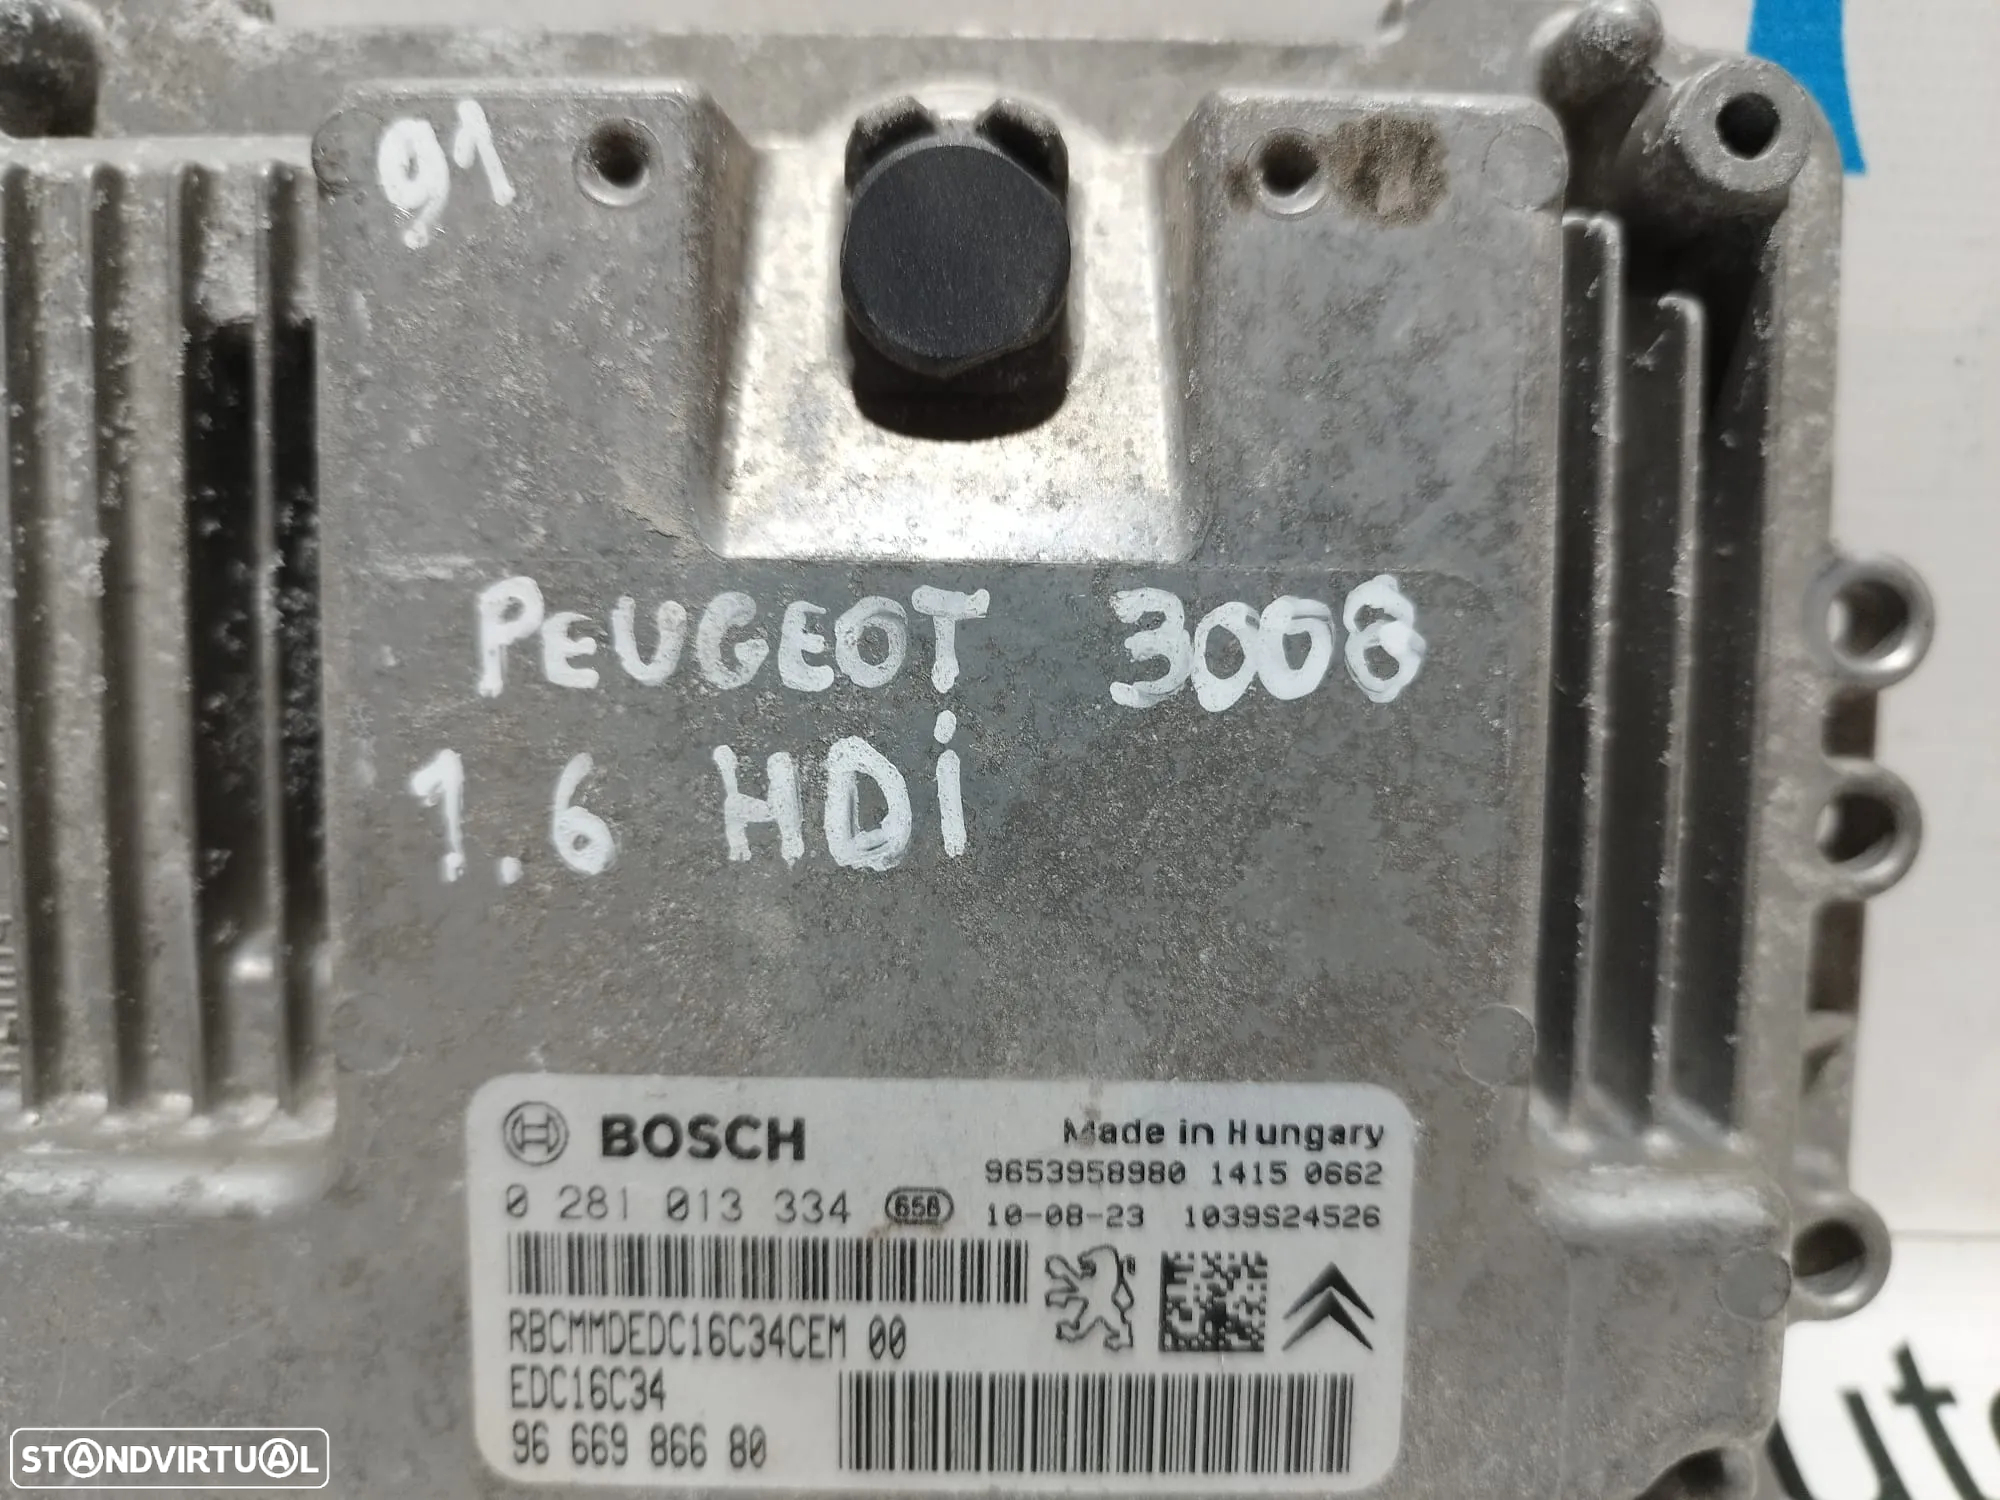 91
PEUGEOT 3008
1.6 HDi
BOSCH
Made in Hungary
9653958980 1415 0662
0 281 013 334 658
10-08-23 1039S24526
RBCMMDEDC16C34CEM 00
EDC16C34
96 669 866 80
STANDVIRTUAL